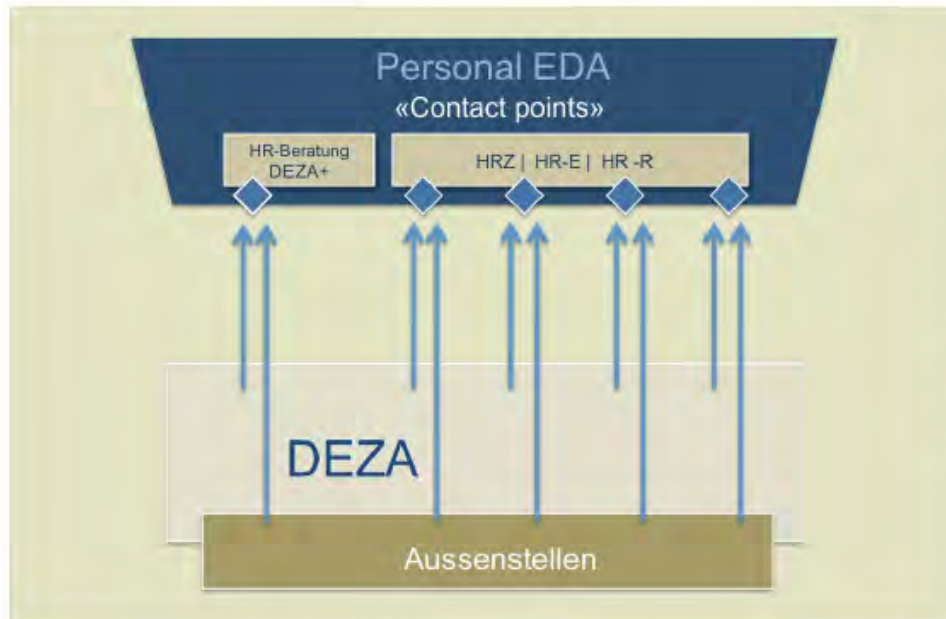 Personal EDA
«Contact points»
HR-Beratung
DEZA+
HRZ | HR-E | HR -R
DEZA
Aussenstellen